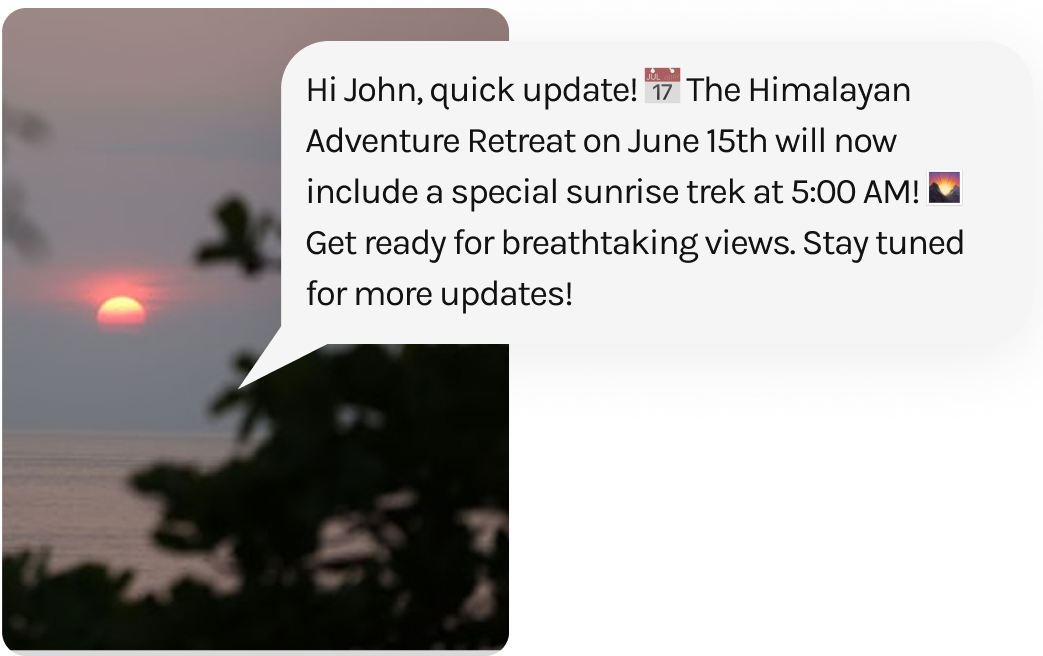 Hi John, quick update! 📅 The Himalayan
Adventure Retreat on June 15th will now
include a special sunrise trek at 5:00 AM! 🌄
Get ready for breathtaking views. Stay tuned
for more updates!